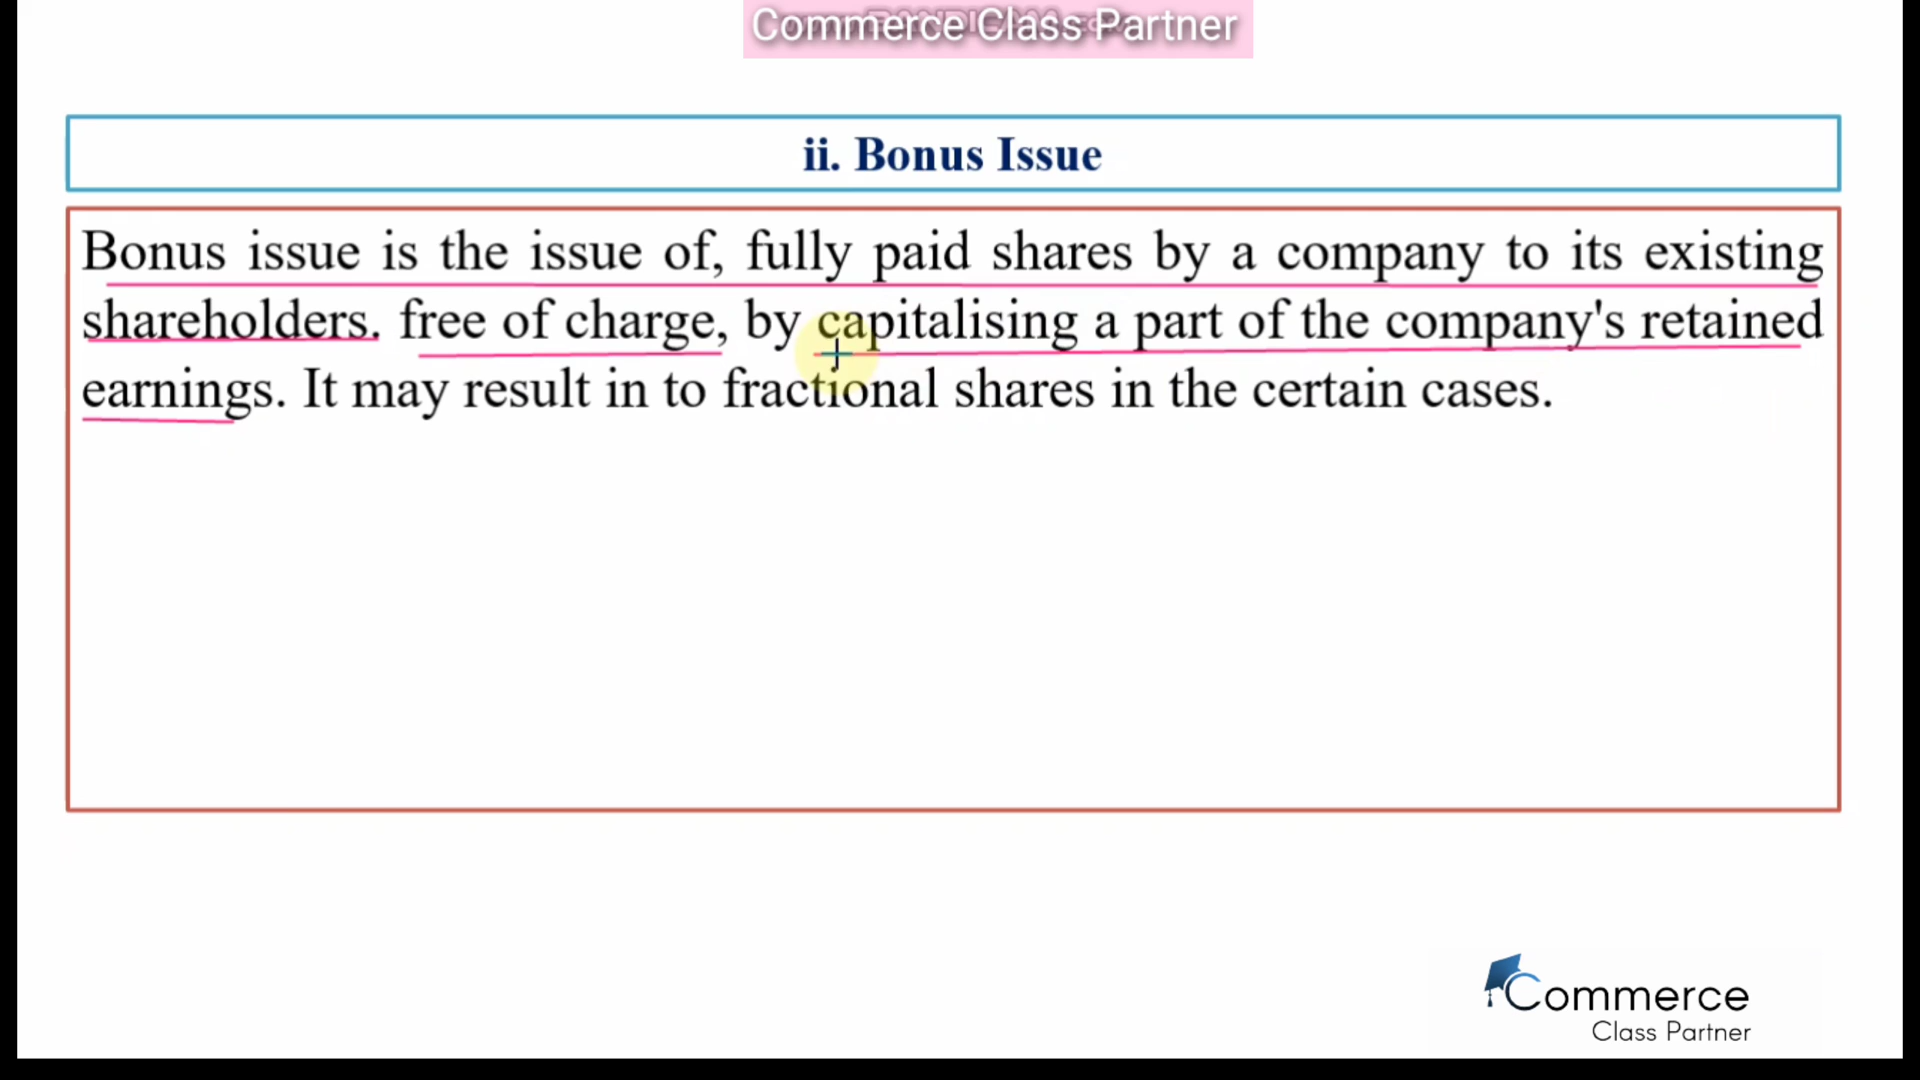 Commerce Class Partner
ii. Bonus Issue
Bonus issue is the issue of, fully paid shares by a company to its existing
shareholders. free of charge, by capitalising a part of the company's retained
earnings. It may result in to fractional shares in the certain cases.
Commerce
Class Partner